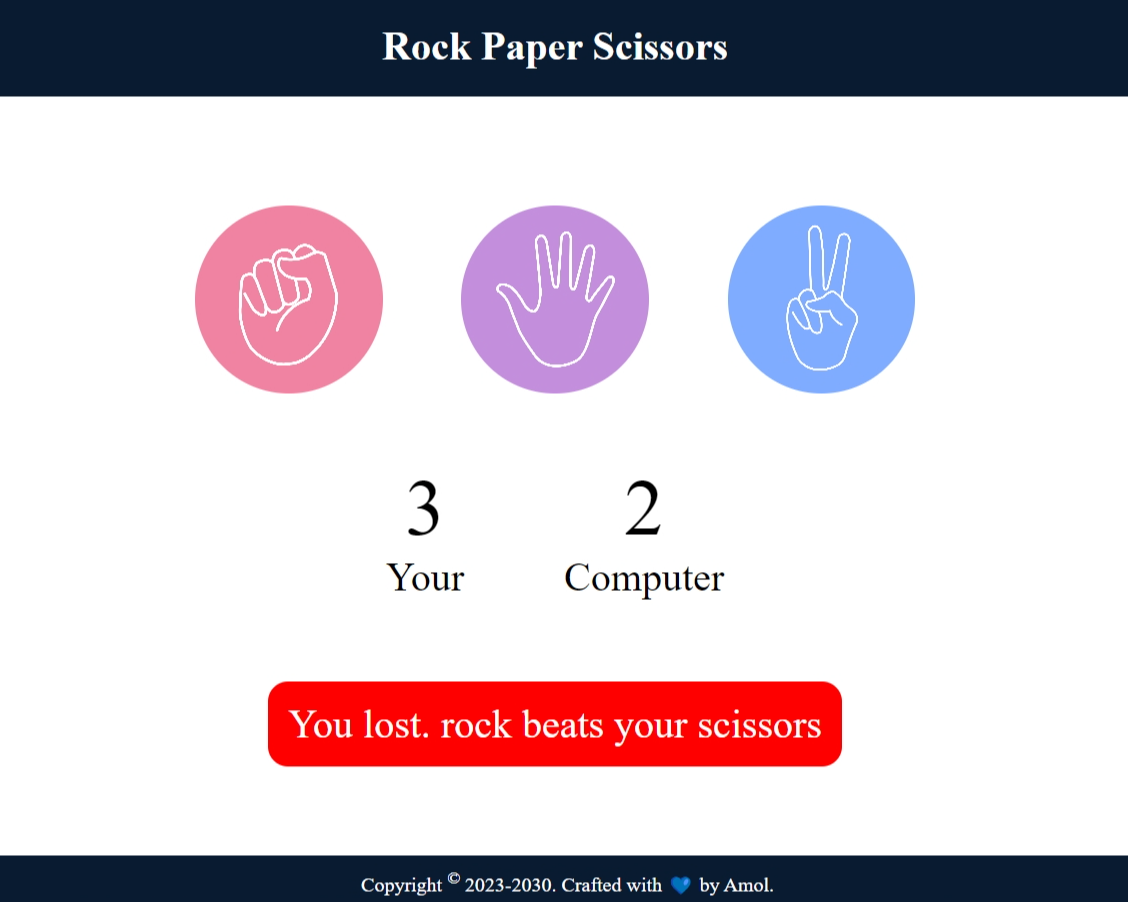 Rock Paper Scissors
3 2
Your Computer
You lost. rock beats your scissors
Copyright © 2023-2030. Crafted with 💙 by Amol.